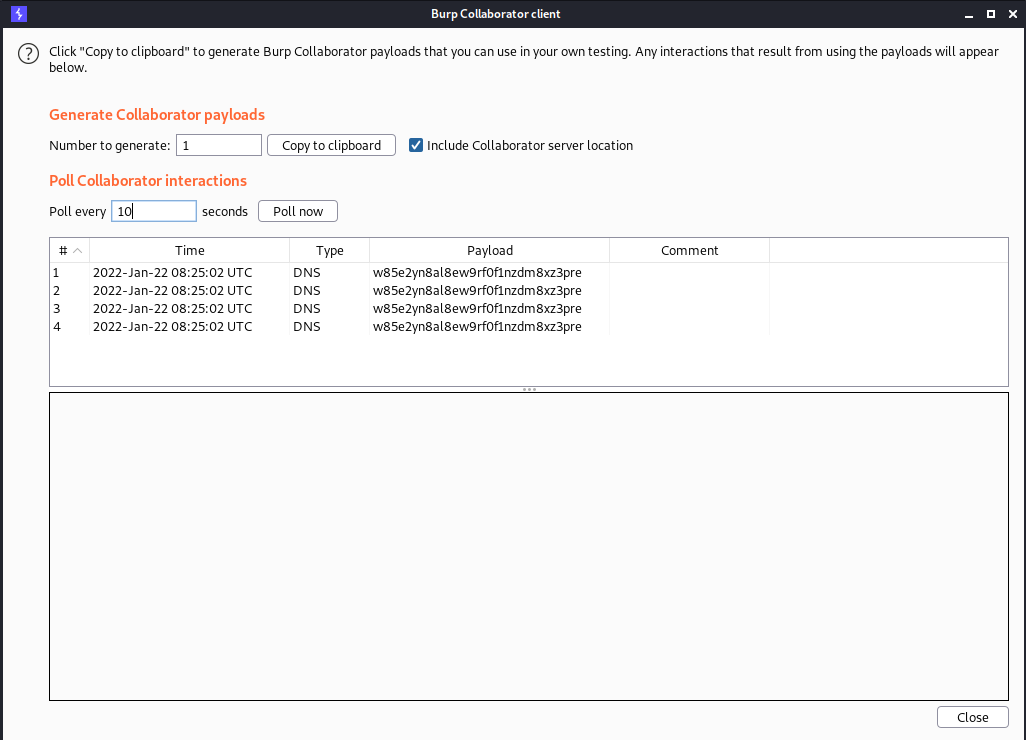 Burp Collaborator client
Click "Copy to clipboard" to generate Burp Collaborator payloads that you can use in your own testing. Any interactions that result from using the payloads will appear
below.
Generate Collaborator payloads
Number to generate: 1 Copy to clipboard Include Collaborator server location
Poll Collaborator interactions
Poll every 10 seconds Poll now
# Time Type Payload Comment
1 2022-Jan-22 08:25:02 UTC DNS w85e2yn8al8ew9rf0f1nzdm8xz3pre
2 2022-Jan-22 08:25:02 UTC DNS w85e2yn8al8ew9rf0f1nzdm8xz3pre
3 2022-Jan-22 08:25:02 UTC DNS w85e2yn8al8ew9rf0f1nzdm8xz3pre
4 2022-Jan-22 08:25:02 UTC DNS w85e2yn8al8ew9rf0f1nzdm8xz3pre
Close